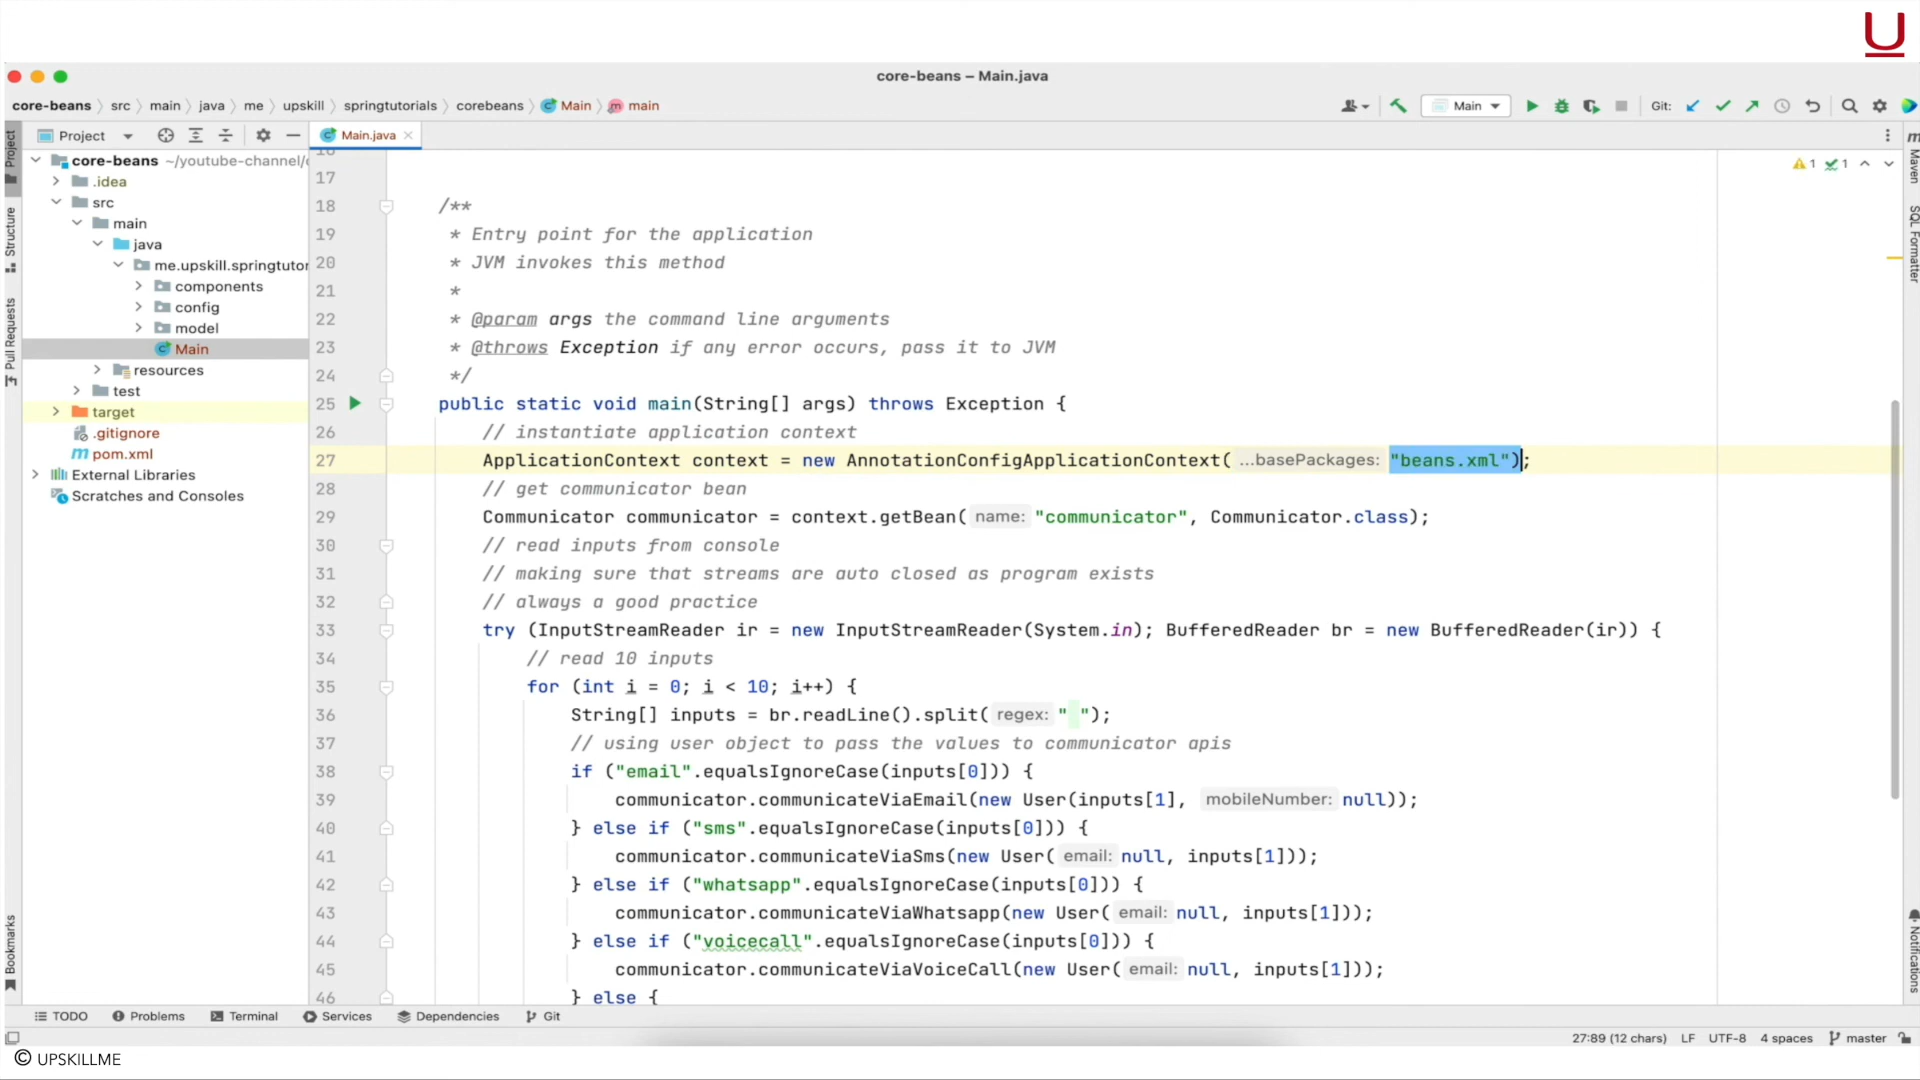 U
core-beans – Main.java
core-beans src main java me upskill springtutorials corebeans Main main
Main Git:
Project
Main.java
core-beans ~/youtube-channel/
.idea
src
main
java
me.upskill.springtutor
components
config
model
Main
resources
test
target
.gitignore
pom.xml
External Libraries
Scratches and Consoles
Project
Structure
Pull Requests
Bookmarks
1 1
17
18 /**
19 * Entry point for the application
20 * JVM invokes this method
21 *
22 * @param args the command line arguments
23 * @throws Exception if any error occurs, pass it to JVM
24 */
25 public static void main(String[] args) throws Exception {
26 // instantiate application context
27 ApplicationContext context = new AnnotationConfigApplicationContext( ...basePackages: "beans.xml");
28 // get communicator bean
29 Communicator communicator = context.getBean( name: "communicator", Communicator.class);
30 // read inputs from console
31 // making sure that streams are auto closed as program exists
32 // always a good practice
33 try (InputStreamReader ir = new InputStreamReader(System.in); BufferedReader br = new BufferedReader(ir)) {
34 // read 10 inputs
35 for (int i = 0; i < 10; i++) {
36 String[] inputs = br.readLine().split( regex: " ");
37 // using user object to pass the values to communicator apis
38 if ("email".equalsIgnoreCase(inputs[0])) {
39 communicator.communicateViaEmail(new User(inputs[1], mobileNumber: null));
40 } else if ("sms".equalsIgnoreCase(inputs[0])) {
41 communicator.communicateViaSms(new User( email: null, inputs[1]));
42 } else if ("whatsapp".equalsIgnoreCase(inputs[0])) {
43 communicator.communicateViaWhatsapp(new User( email: null, inputs[1]));
44 } else if ("voicecall".equalsIgnoreCase(inputs[0])) {
45 communicator.communicateViaVoiceCall(new User( email: null, inputs[1]));
46 } else {
m
Maven
SQL Formatter
Notifications
TODO Problems Terminal Services Dependencies Git
27:89 (12 chars) LF UTF-8 4 spaces master
© UPSKILLME